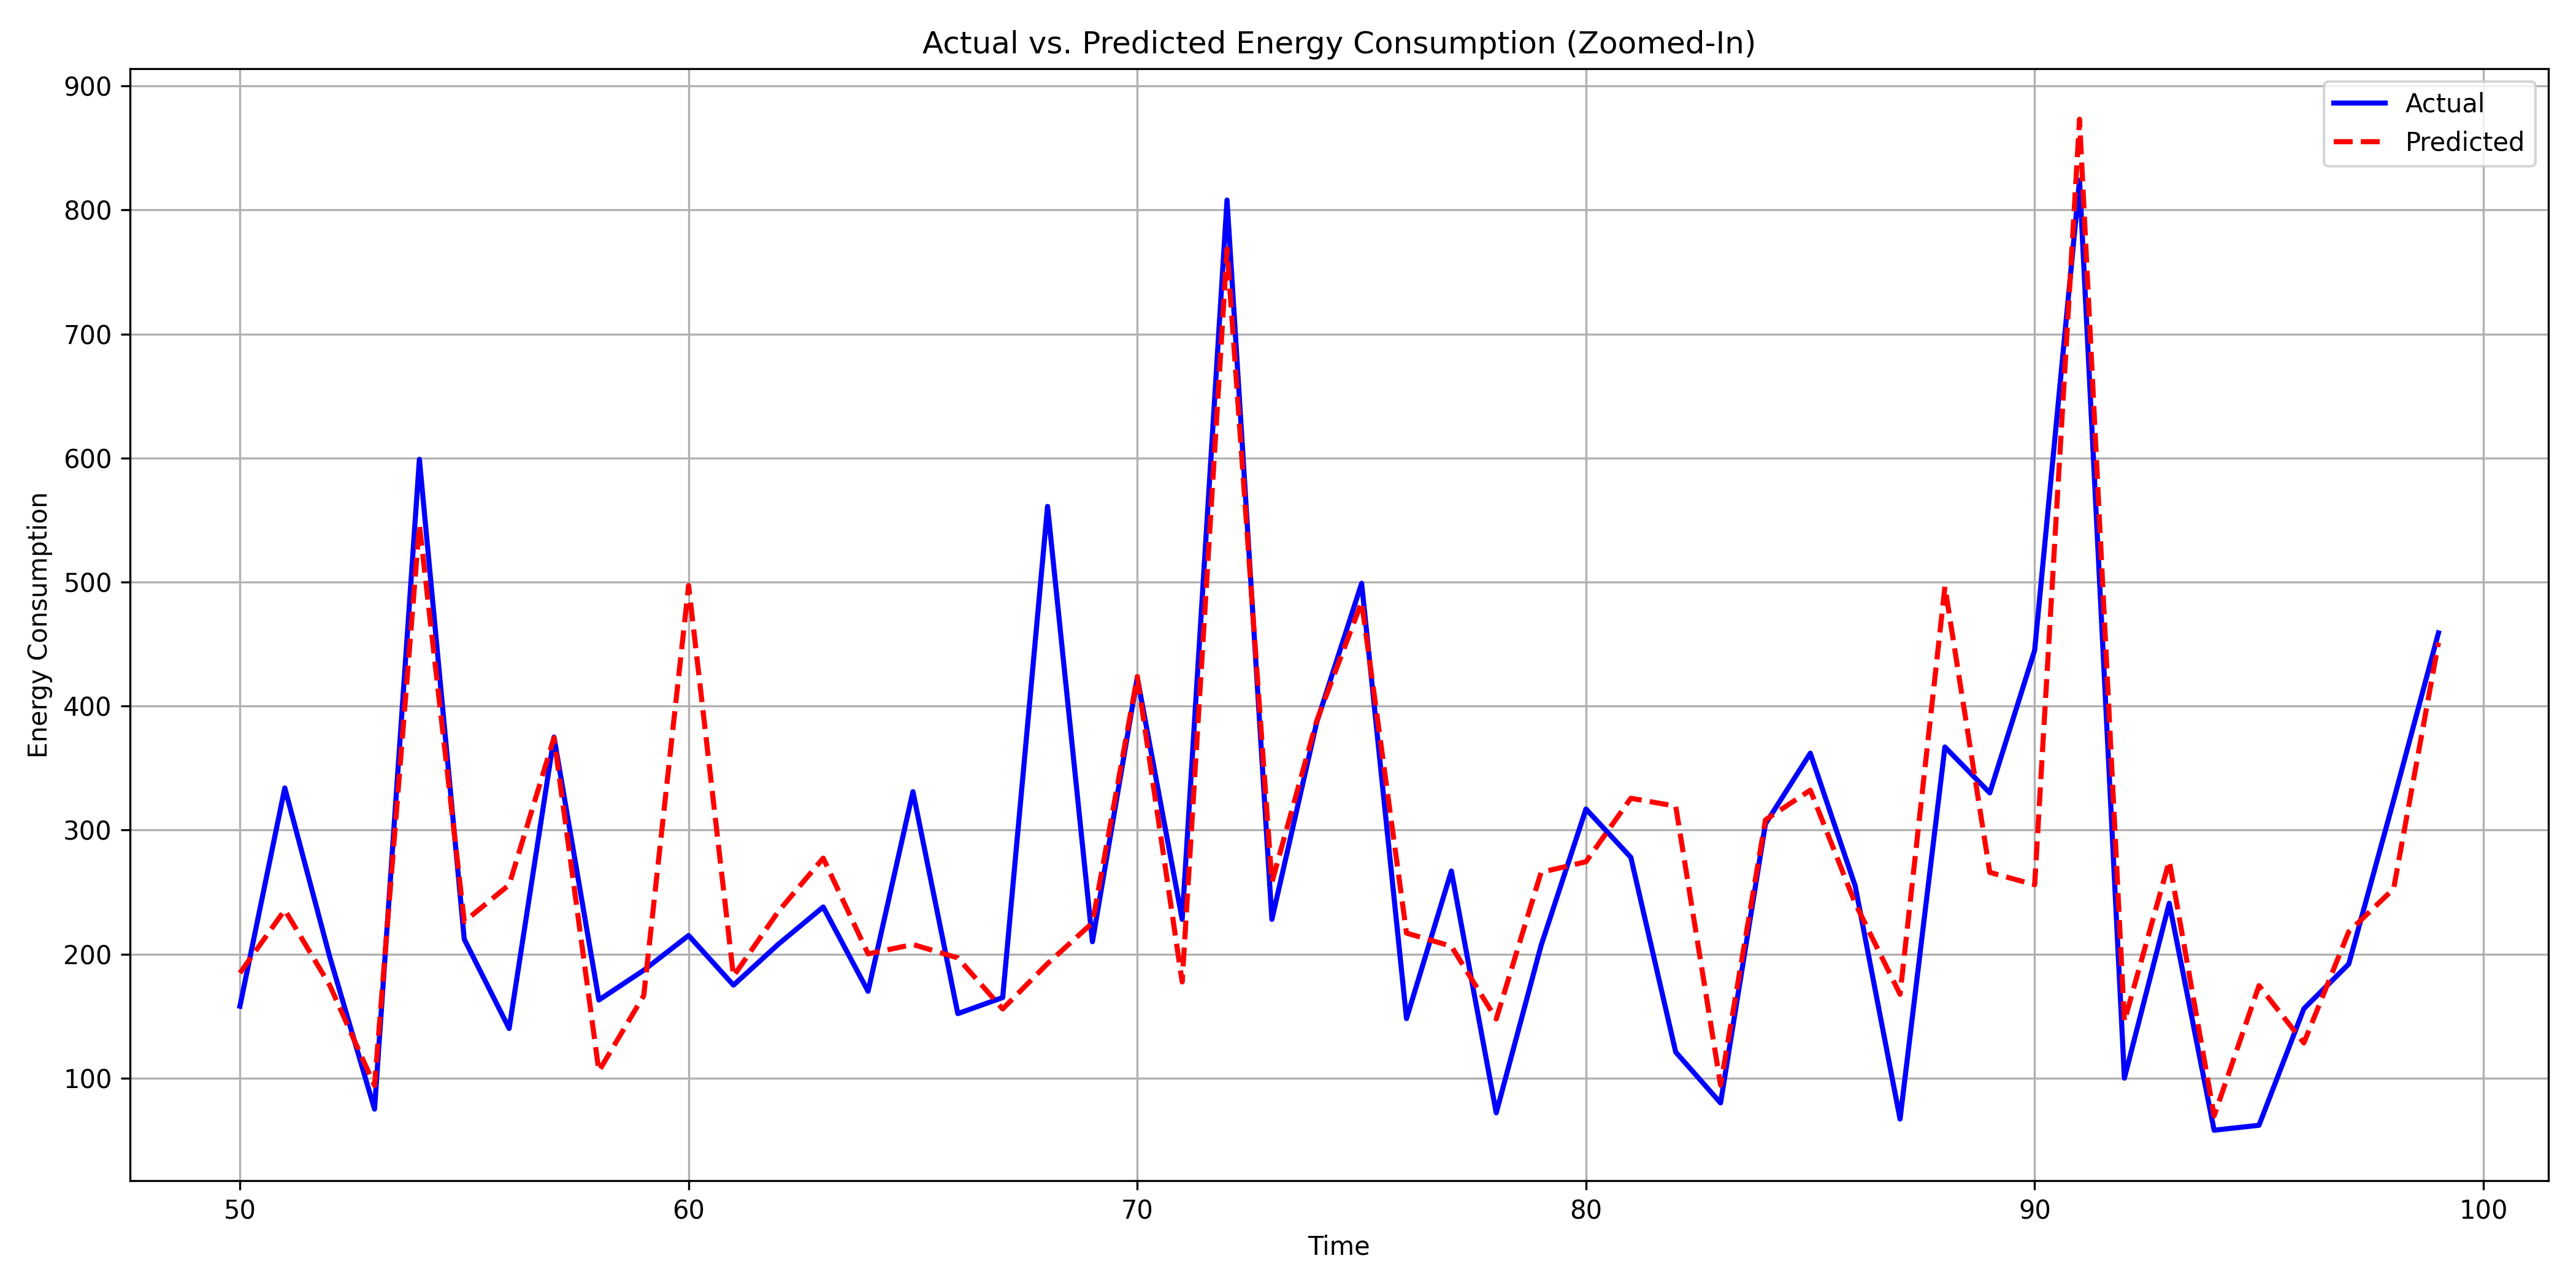 Actual vs. Predicted Energy Consumption (Zoomed-In)
900
800
700
600
500
400
300
200
100
Energy Consumption
Actual
Predicted
50 60 70 80 90 100
Time